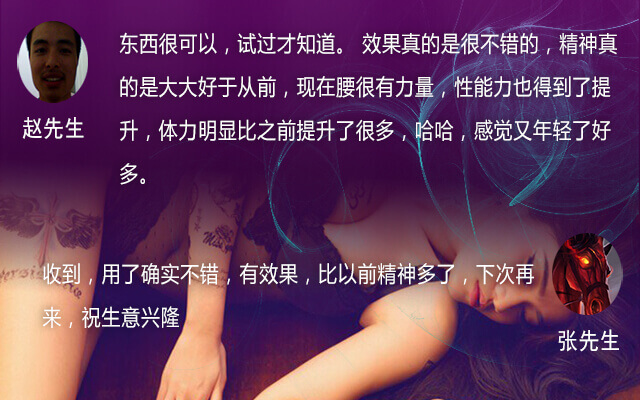 东西很可以，试过才知道。 效果真的是很不错的，精神真
的是大大好于从前，现在腰很有力量，性能力也得到了提
升，体力明显比之前提升了很多，哈哈，感觉又年轻了好
多。
赵先生
收到，用了确实不错，有效果，比以前精神多了，下次再
来，祝生意兴隆
张先生